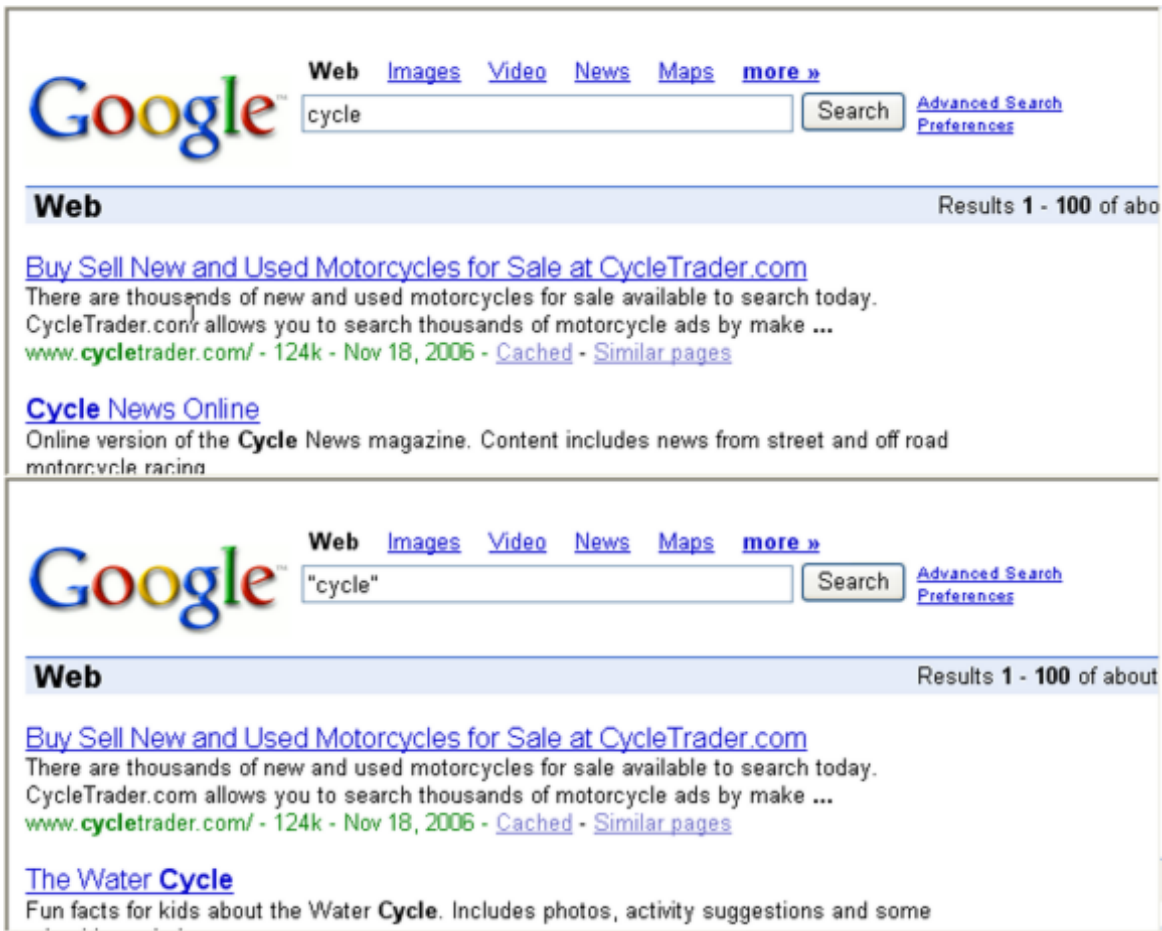 Web Images Video News Maps more »
Google™ cycle Search Advanced Search
Preferences
Web Results 1 - 100 of abo
Buy Sell New and Used Motorcycles for Sale at CycleTrader.com
There are thousands of new and used motorcycles for sale available to search today.
CycleTrader.com allows you to search thousands of motorcycle ads by make ...
www.cycletrader.com/ - 124k - Nov 18, 2006 - Cached - Similar pages
Cycle News Online
Online version of the Cycle News magazine. Content includes news from street and off road
motorcycle racing
Web Images Video News Maps more »
Google™ "cycle" Search Advanced Search
Preferences
Web Results 1 - 100 of about
Buy Sell New and Used Motorcycles for Sale at CycleTrader.com
There are thousands of new and used motorcycles for sale available to search today.
CycleTrader.com allows you to search thousands of motorcycle ads by make ...
www.cycletrader.com/ - 124k - Nov 18, 2006 - Cached - Similar pages
The Water Cycle
Fun facts for kids about the Water Cycle. Includes photos, activity suggestions and some